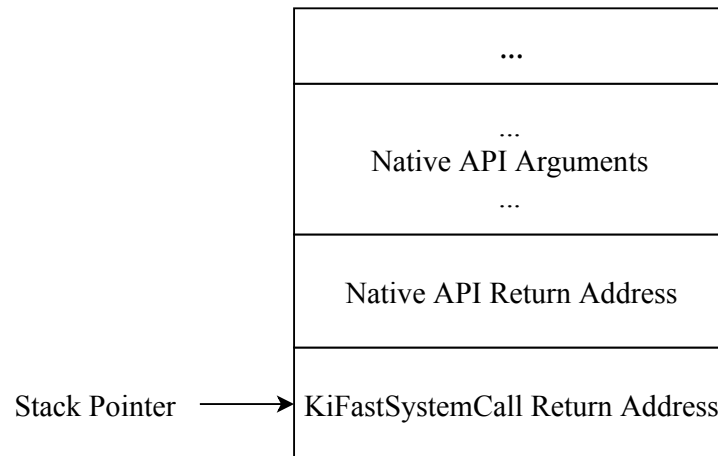 ...
...
Native API Arguments
...
Native API Return Address
Stack Pointer
KiFastSystemCall Return Address